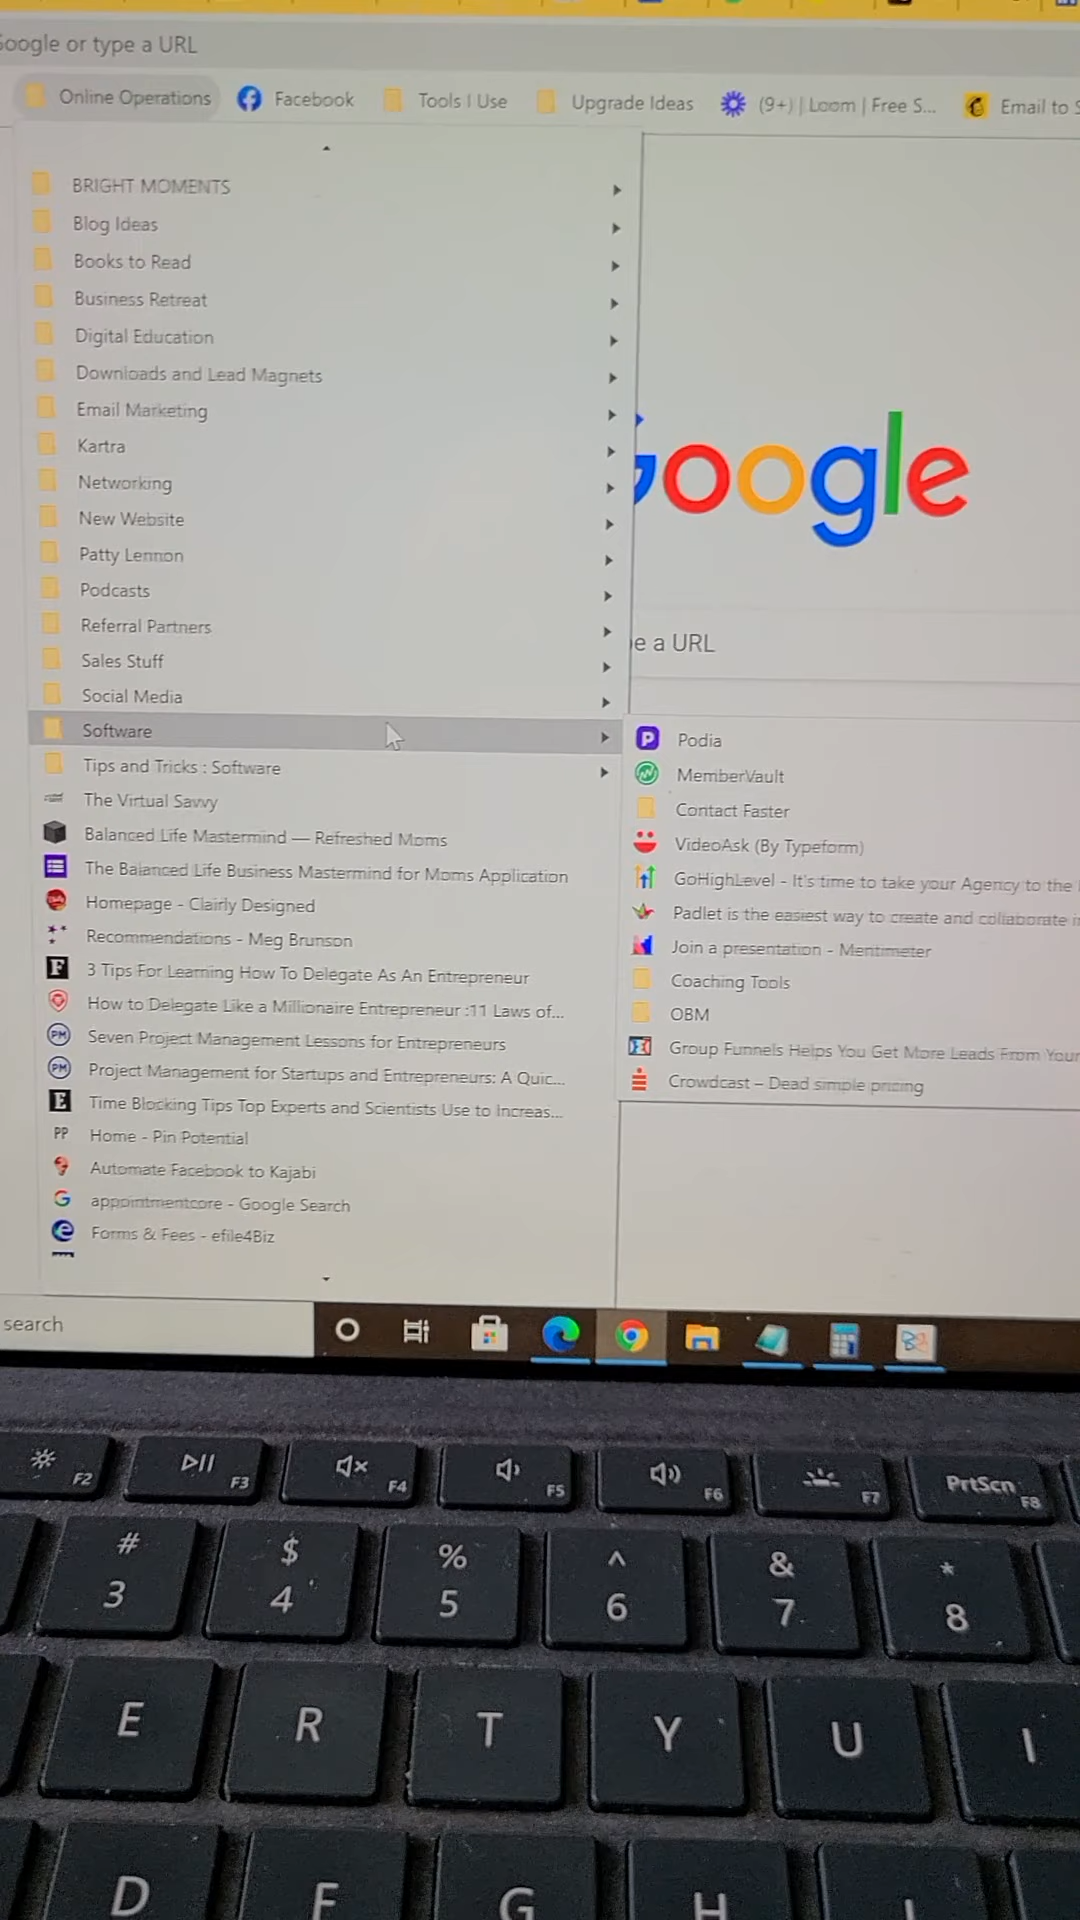 Google or type a URL
Online Operations
Facebook
Tools I Use
Upgrade Ideas
(9+) | Loom | Free S...
Email to S
BRIGHT MOMENTS
Blog Ideas
Books to Read
Business Retreat
Digital Education
Downloads and Lead Magnets
Email Marketing
Kartra
Networking
New Website
Patty Lennon
Podcasts
Referral Partners
Sales Stuff
Social Media
Software
Tips and Tricks : Software
The Virtual Savvy
Balanced Life Mastermind — Refreshed Moms
The Balanced Life Business Mastermind for Moms Application
Homepage - Clairly Designed
Recommendations - Meg Brunson
F 3 Tips For Learning How To Delegate As An Entrepreneur
How to Delegate Like a Millionaire Entrepreneur :11 Laws of...
PM Seven Project Management Lessons for Entrepreneurs
PM Project Management for Startups and Entrepreneurs: A Quic...
E Time Blocking Tips Top Experts and Scientists Use to Increas...
PP Home - Pin Potential
Automate Facebook to Kajabi
G appointmentcore - Google Search
e Forms & Fees - efile4Biz
Google
e a URL
P Podia
MemberVault
Contact Faster
VideoAsk (By Typeform)
GoHighLevel - It's time to take your Agency to the
Padlet is the easiest way to create and collaborate i
Join a presentation - Mentimeter
Coaching Tools
OBM
Group Funnels Helps You Get More Leads From Your
Crowdcast – Dead simple pricing
search
F2 F3 F4 F5 F6 F7 PrtScn F8
# $ % ^ & *
3 4 5 6 7 8
E R T Y U I
D F G H